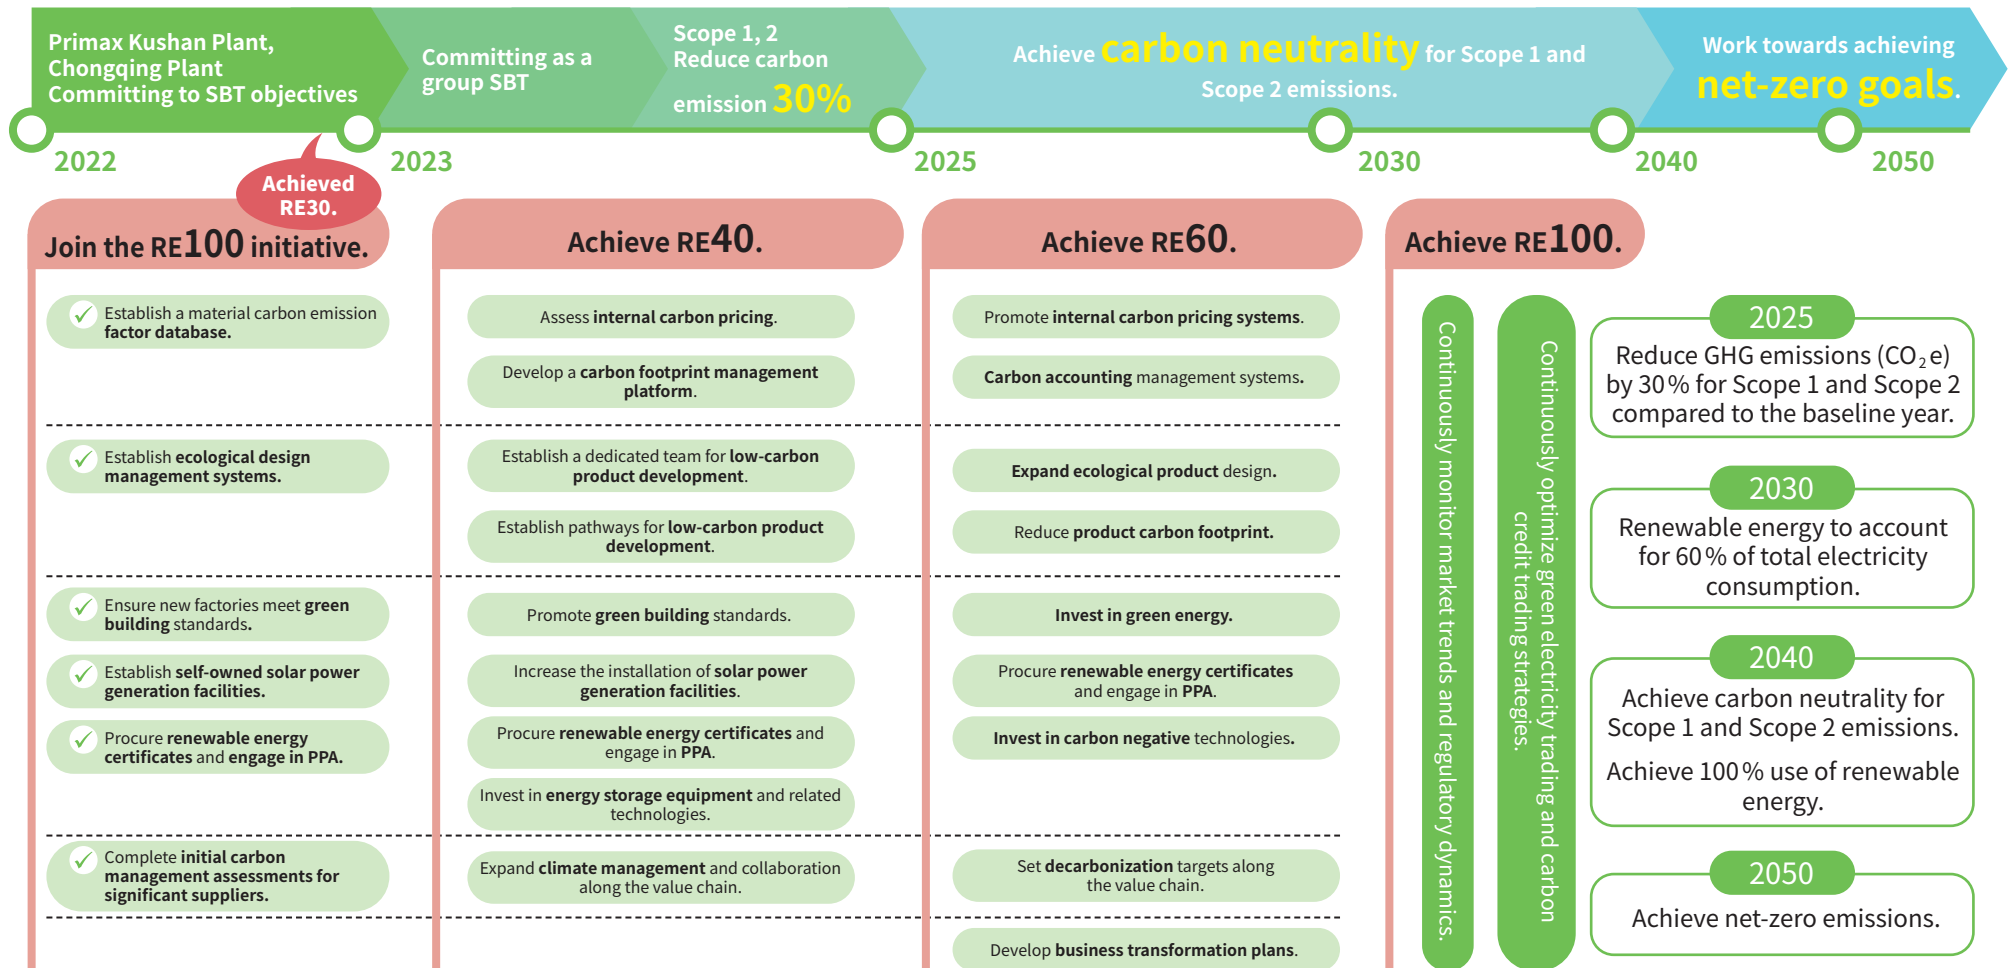 Primax Kushan Plant,
Chongqing Plant
Committing to SBT objectives
Committing as a
group SBT
Scope 1, 2
Reduce carbon
emission 30%
Achieve carbon neutrality for Scope 1 and
Scope 2 emissions.
Work towards achieving
net-zero goals.
2022
2023
2025
2030
2040
2050
Achieved
RE30.
Join the RE100 initiative.
Establish a material carbon emission
factor database.
Establish ecological design
management systems.
Ensure new factories meet green
building standards.
Establish self-owned solar power
generation facilities.
Procure renewable energy
certificates and engage in PPA.
Complete initial carbon
management assessments for
significant suppliers.
Achieve RE40.
Assess internal carbon pricing.
Develop a carbon footprint management
platform.
Establish a dedicated team for low-carbon
product development.
Establish pathways for low-carbon product
development.
Promote green building standards.
Increase the installation of solar power
generation facilities.
Procure renewable energy certificates and
engage in PPA.
Invest in energy storage equipment and related
technologies.
Expand climate management and collaboration
along the value chain.
Achieve RE60.
Promote internal carbon pricing systems.
Carbon accounting management systems.
Expand ecological product design.
Reduce product carbon footprint.
Invest in green energy.
Procure renewable energy certificates
and engage in PPA.
Invest in carbon negative technologies.
Set decarbonization targets along
the value chain.
Develop business transformation plans.
Achieve RE100.
Continuously monitor market trends and regulatory dynamics.
Continuously optimize green electricity trading and carbon
credit trading strategies.
2025
Reduce GHG emissions (CO₂e)
by 30% for Scope 1 and Scope 2
compared to the baseline year.
2030
Renewable energy to account
for 60% of total electricity
consumption.
2040
Achieve carbon neutrality for
Scope 1 and Scope 2 emissions.
Achieve 100% use of renewable
energy.
2050
Achieve net-zero emissions.